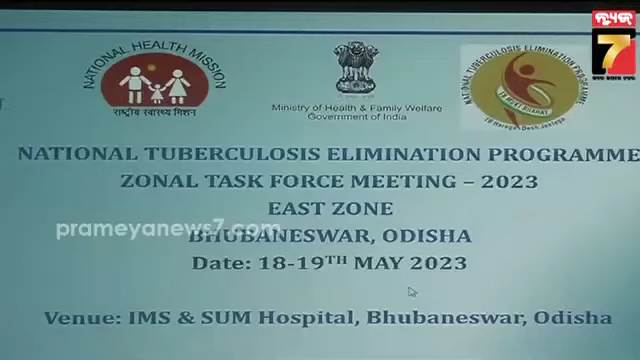 ନ୍ୟୁଜ୍
7
NATIONAL HEALTH MISSION
राष्ट्रीय स्वास्थ्य मिशन
Ministry of Health & Family Welfare
Government of India
NATIONAL TUBERCULOSIS ELIMINATION PROGRAMME
TB Harega Desh Jeetega
NATIONAL TUBERCULOSIS ELIMINATION PROGRAMME
ZONAL TASK FORCE MEETING – 2023
EAST ZONE
prameyanews7.com
BHUBANESWAR, ODISHA
Date: 18-19TH MAY 2023
Venue: IMS & SUM Hospital, Bhubaneswar, Odisha